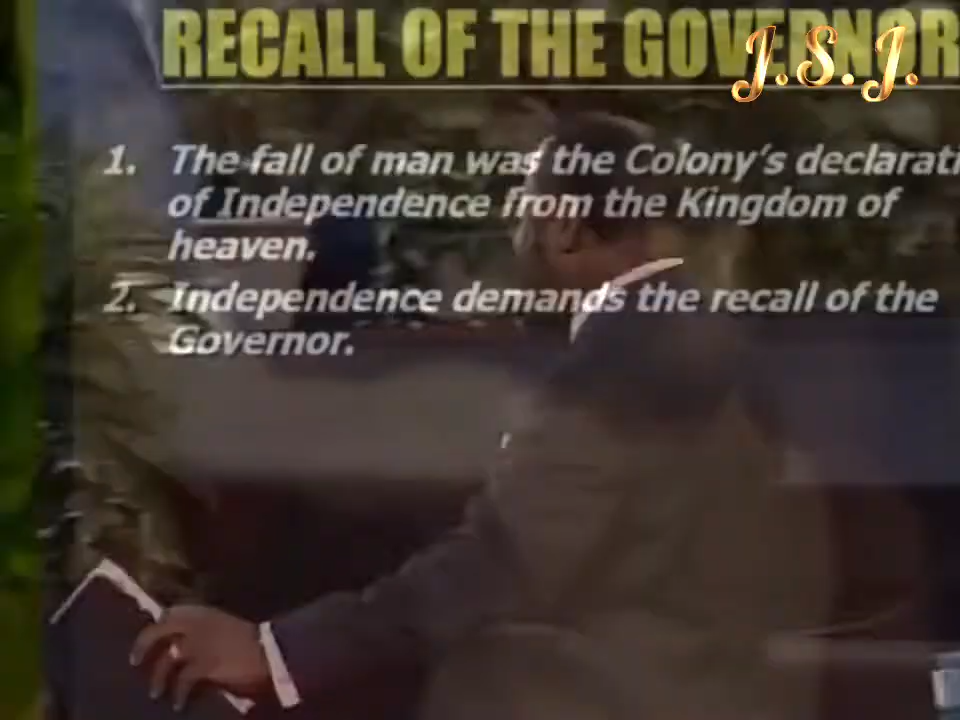 RECALL OF THE GOVERNOR
J.S.J.
1. The fall of man was the Colony's declarati
of Independence from the Kingdom of
heaven.
2. Independence demands the recall of the
Governor.